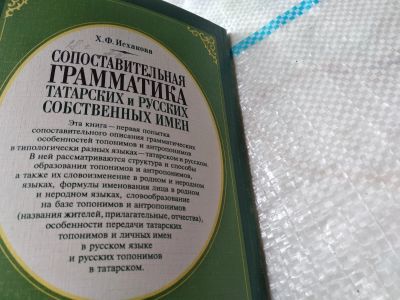 Х.Ф. Исхакова
СОПОСТАВИТЕЛЬНАЯ
ГРАММАТИКА
ТАТАРСКИХ и РУССКИХ
СОБСТВЕННЫХ ИМЕН
Эта книга — первая попытка
сопоставительного описания грамматических
особенностей топонимов и антропонимов
в типологически разных языках — татарском и русском.
В ней рассматриваются структура и способы
образования топонимов и антропонимов,
а также их словоизменение в родном и неродном
языках, формулы именования лица в родном
и неродном языках, словообразование
на базе топонимов и антропонимов
(названия жителей, прилагательные, отчества),
особенности передачи татарских
топонимов и личных имен
в русском языке
и русских топонимов
в татарском.